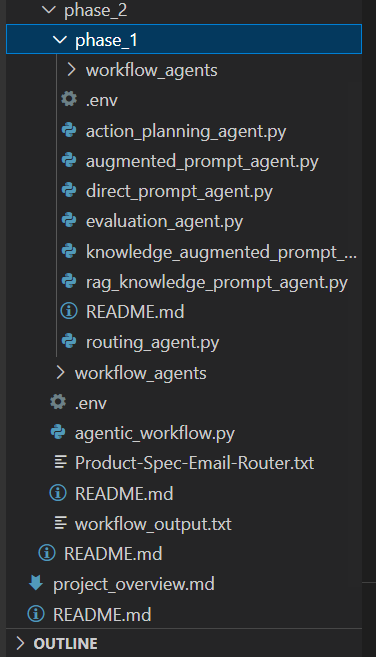 phase_2
phase_1
workflow_agents
.env
action_planning_agent.py
augmented_prompt_agent.py
direct_prompt_agent.py
evaluation_agent.py
knowledge_augmented_prompt_...
rag_knowledge_prompt_agent.py
README.md
routing_agent.py
workflow_agents
.env
agentic_workflow.py
Product-Spec-Email-Router.txt
README.md
workflow_output.txt
README.md
project_overview.md
README.md
OUTLINE